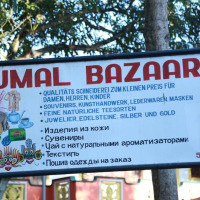 UMAL BAZAAR
• QUALITÄTS SCHNEIDEREI ZUM KLEINEN PREIS FÜR
DAMEN, HERREN, KINDER
• SOUVENIRS, KUNSTHANDWERK, LEDERWAREN, MASKEN
• FEINE NATÜRLICHE TEESORTEN
• JUWELIER, EDELSTEINE, SILBER UND GOLD
• Изделия из кожи
• Сувениры
• Чай с натуральными ароматизаторами
• Текстиль
• Пошив одежды на заказ